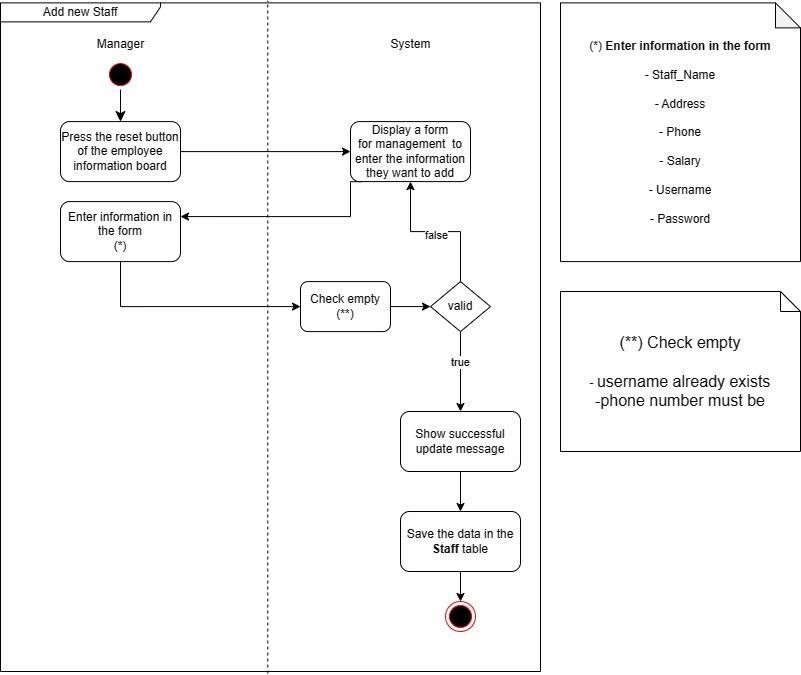 Add new Staff
Manager
System
Press the reset button
of the employee
information board
Display a form
for management to
enter the information
they want to add
Enter information in
the form
(*)
false
Check empty
(**)
valid
true
Show successful
update message
Save the data in the
Staff table
(*) Enter information in the form
- Staff_Name
- Address
- Phone
- Salary
- Username
- Password
(**) Check empty
- username already exists
-phone number must be